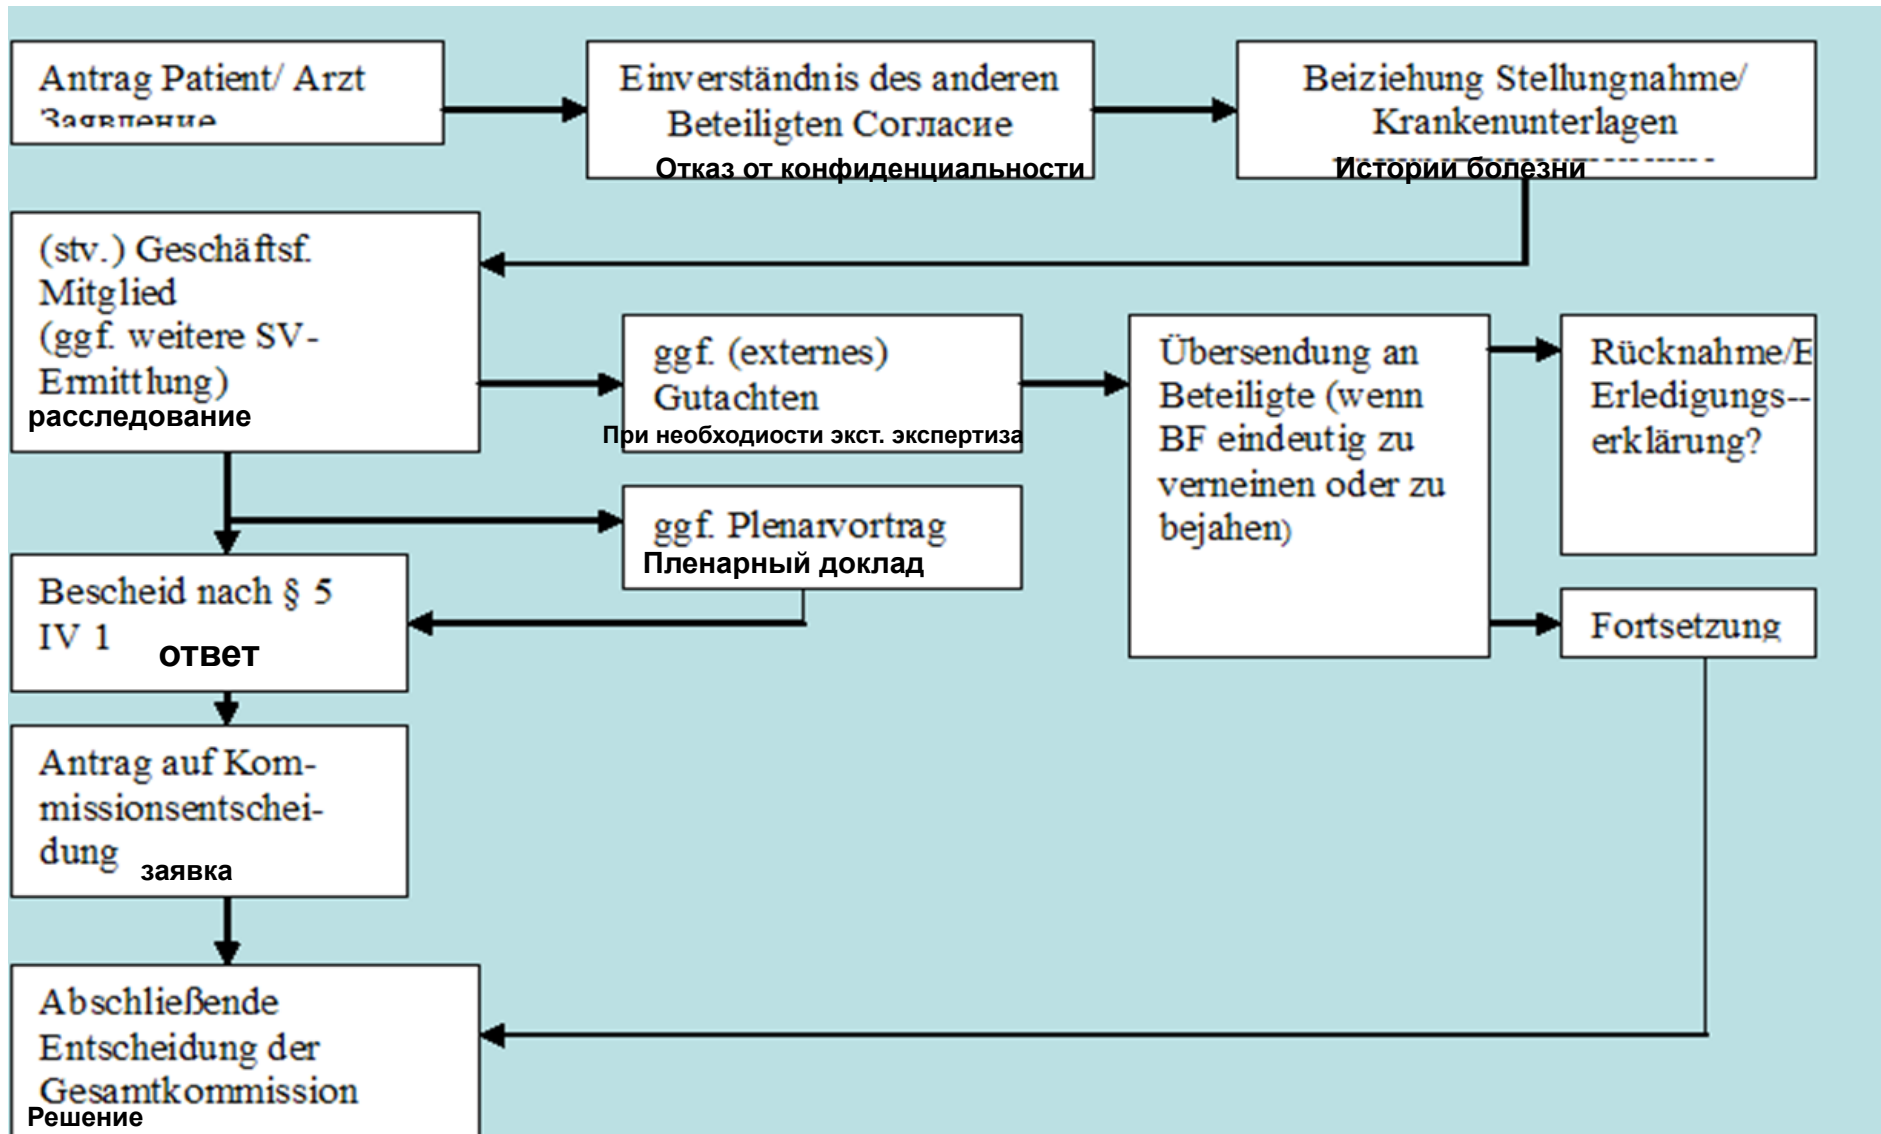 Antrag Patient/ Arzt
Заявление
Einverständnis des anderen
Beteiligten Согласие
Отказ от конфиденциальности
Beiziehung Stellungnahme/
Krankenunterlagen
Истории болезни
(stv.) Geschäftsf.
Mitglied
(ggf. weitere SV-
Ermittlung)
расследование
ggf. (externes)
Gutachten
При необходиости экст. экспертиза
Übersendung an
Beteiligte (wenn
BF eindeutig zu
verneinen oder zu
bejahen)
Rücknahme/E
Erledigungs--
erklärung?
ggf. Plenarvortrag
Пленарный доклад
Bescheid nach § 5
IV 1
ответ
Fortsetzung
Antrag auf Kom-
missionsentschei-
dung
заявка
Abschließende
Entscheidung der
Gesamtkommission
Решение